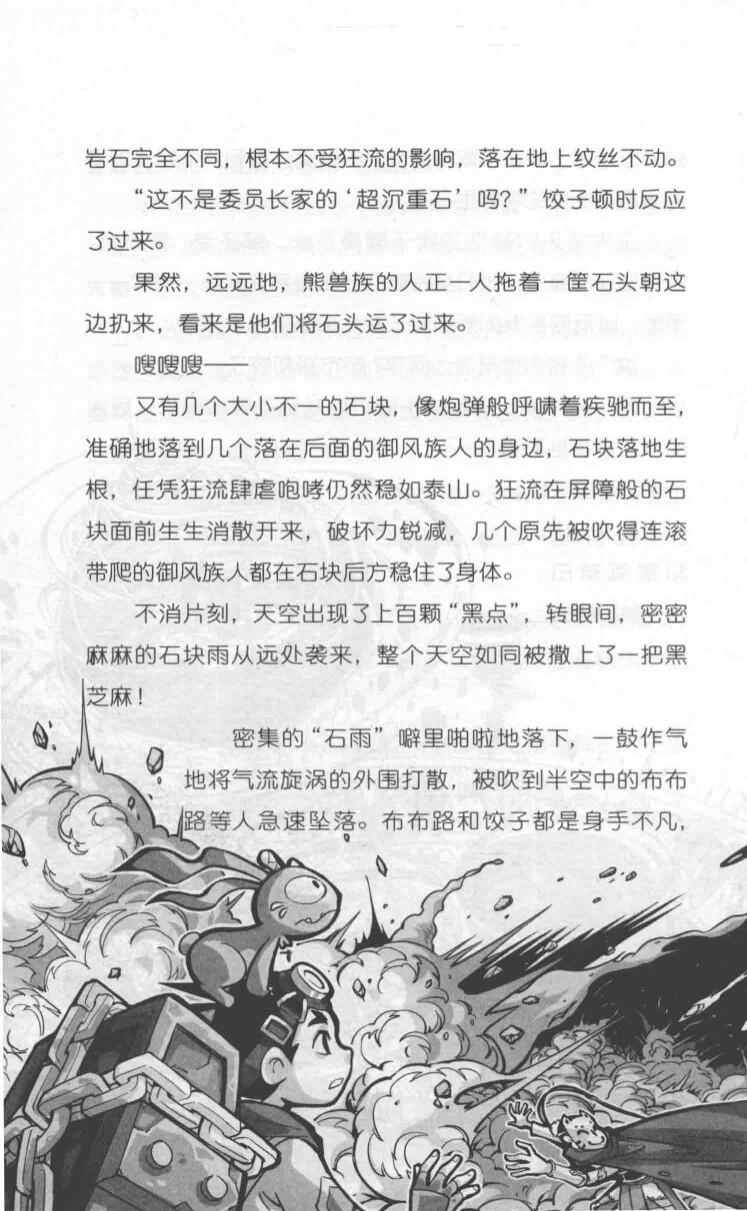 岩石完全不同，根本不受狂流的影响，落在地上纹丝不动。
“这不是委员长家的‘超沉重石’吗？”饺子顿时反应
了过来。
果然，远远地，熊兽族的人正一人拖着一筐石头朝这
边扔来，看来是他们将石头运了过来。
嗖嗖嗖——
又有几个大小不一的石块，像炮弹般呼啸着疾驰而至，
准确地落到几个落在后面的御风族人的身边，石块落地生
根，任凭狂流肆虐咆哮仍然稳如泰山。狂流在屏障般的石
块面前生生消散开来，破坏力锐减，几个原先被吹得连滚
带爬的御风族人都在石块后方稳住了身体。
不消片刻，天空出现了上百颗“黑点”，转眼间，密密
麻麻的石块雨从远处袭来，整个天空如同被撒上了一把黑
芝麻！
密集的“石雨”噼里啪啦地落下，一鼓作气
地将气流旋涡的外围打散，被吹到半空中的布布
路等人急速坠落。布布路和饺子都是身手不凡，